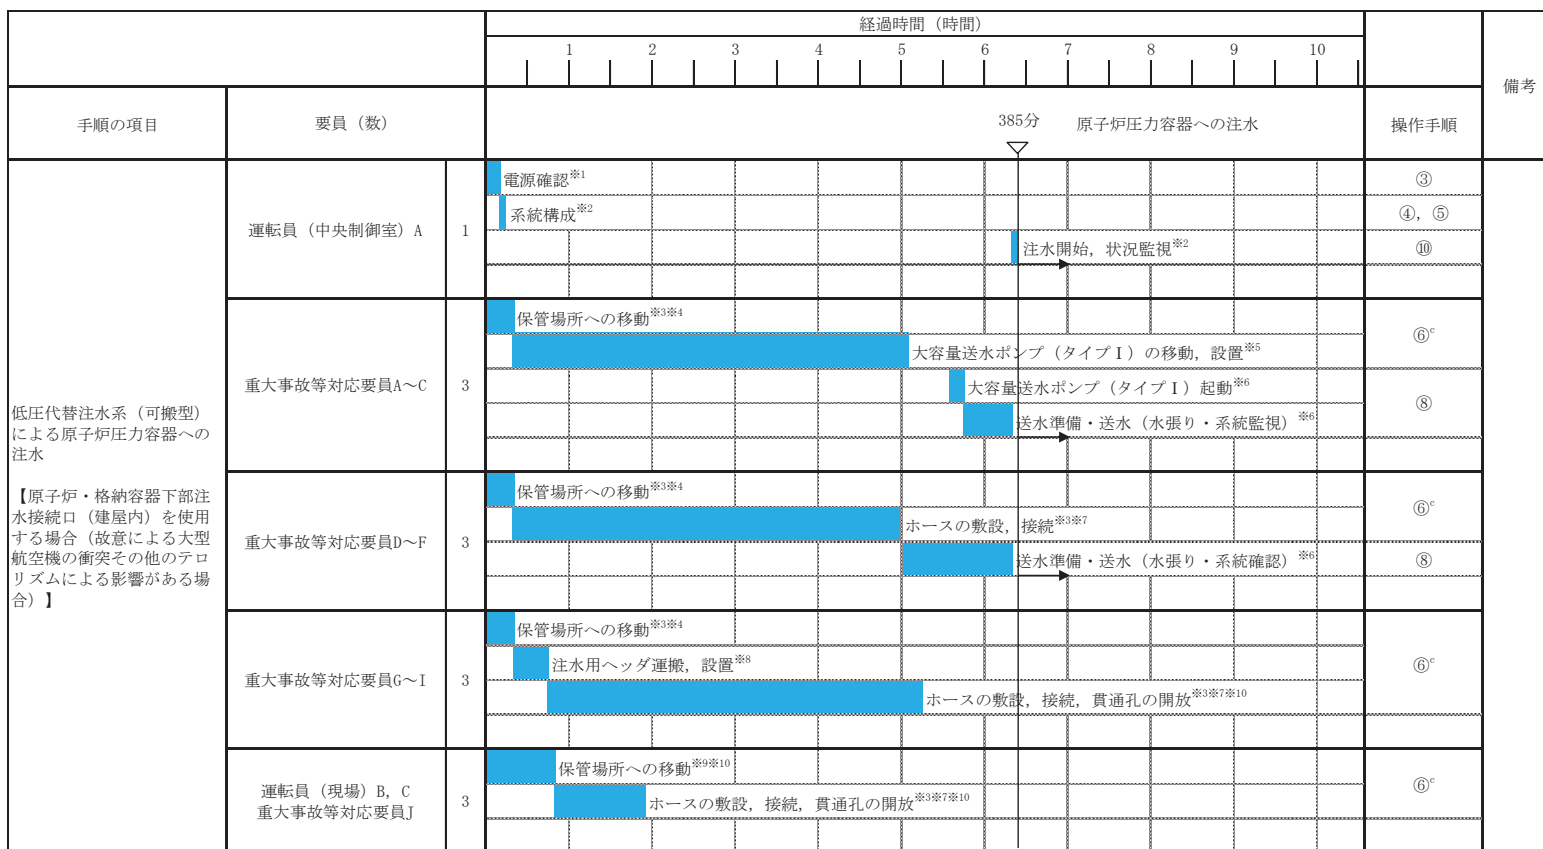 経過時間（時間）
1 2 3 4 5 6 7 8 9 10
備考
手順の項目 要員（数） 385分 原子炉圧力容器への注水 操作手順
電源確認※1 ③
系統構成※2 ④，⑤
運転員（中央制御室）A 1
注水開始，状況監視※2 ⑩
保管場所への移動※3※4
⑥c
大容量送水ポンプ（タイプⅠ）の移動，設置※5
重大事故等対応要員A～C 3
大容量送水ポンプ（タイプⅠ）起動※6
⑧
送水準備・送水（水張り・系統監視）※6
低圧代替注水系（可搬型）
による原子炉圧力容器への
注水
【原子炉・格納容器下部注
水接続口（建屋内）を使用
する場合（故意による大型
航空機の衝突その他のテロ
リズムによる影響がある場
合）】
保管場所への移動※3※4
⑥c
ホースの敷設，接続※3※7
重大事故等対応要員D～F 3
送水準備・送水（水張り・系統確認）※6 ⑧
保管場所への移動※3※4
注水用ヘッダ運搬，設置※8
⑥c
重大事故等対応要員G～I 3
ホースの敷設，接続，貫通孔の開放※3※7※10
保管場所への移動※9※10
⑥c
運転員（現場）B，C
重大事故等対応要員J
3
ホースの敷設，接続，貫通孔の開放※3※7※10